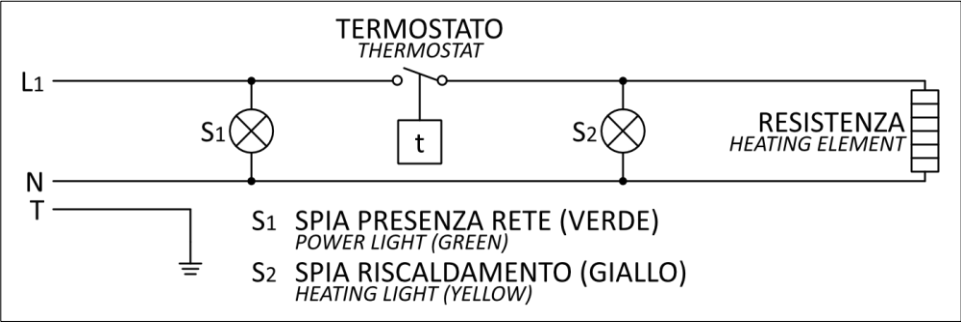 TERMOSTATO
THERMOSTAT
L1
S1
t
S2
RESISTENZA
HEATING ELEMENT
N
T
S1 SPIA PRESENZA RETE (VERDE)
POWER LIGHT (GREEN)
S2 SPIA RISCALDAMENTO (GIALLO)
HEATING LIGHT (YELLOW)